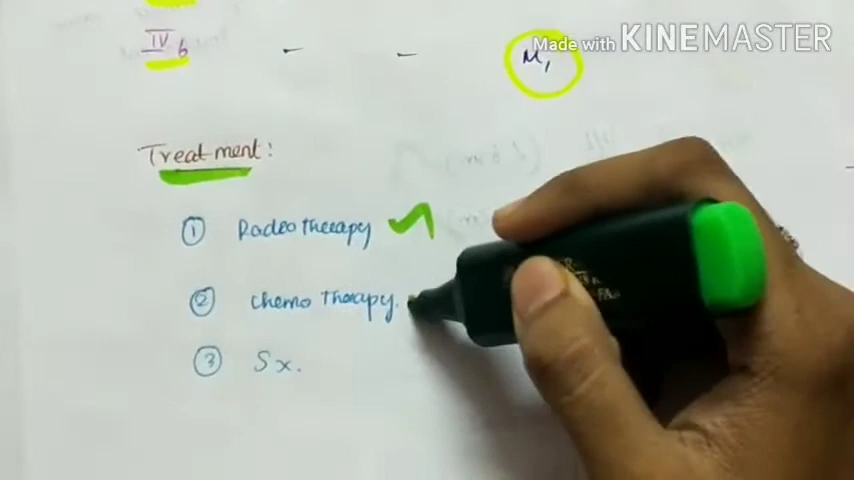 Made with KINEMASTER
IV b - - M1
Treatment:
① Radeo therapy
② Chemo Therapy.
③ Sx.